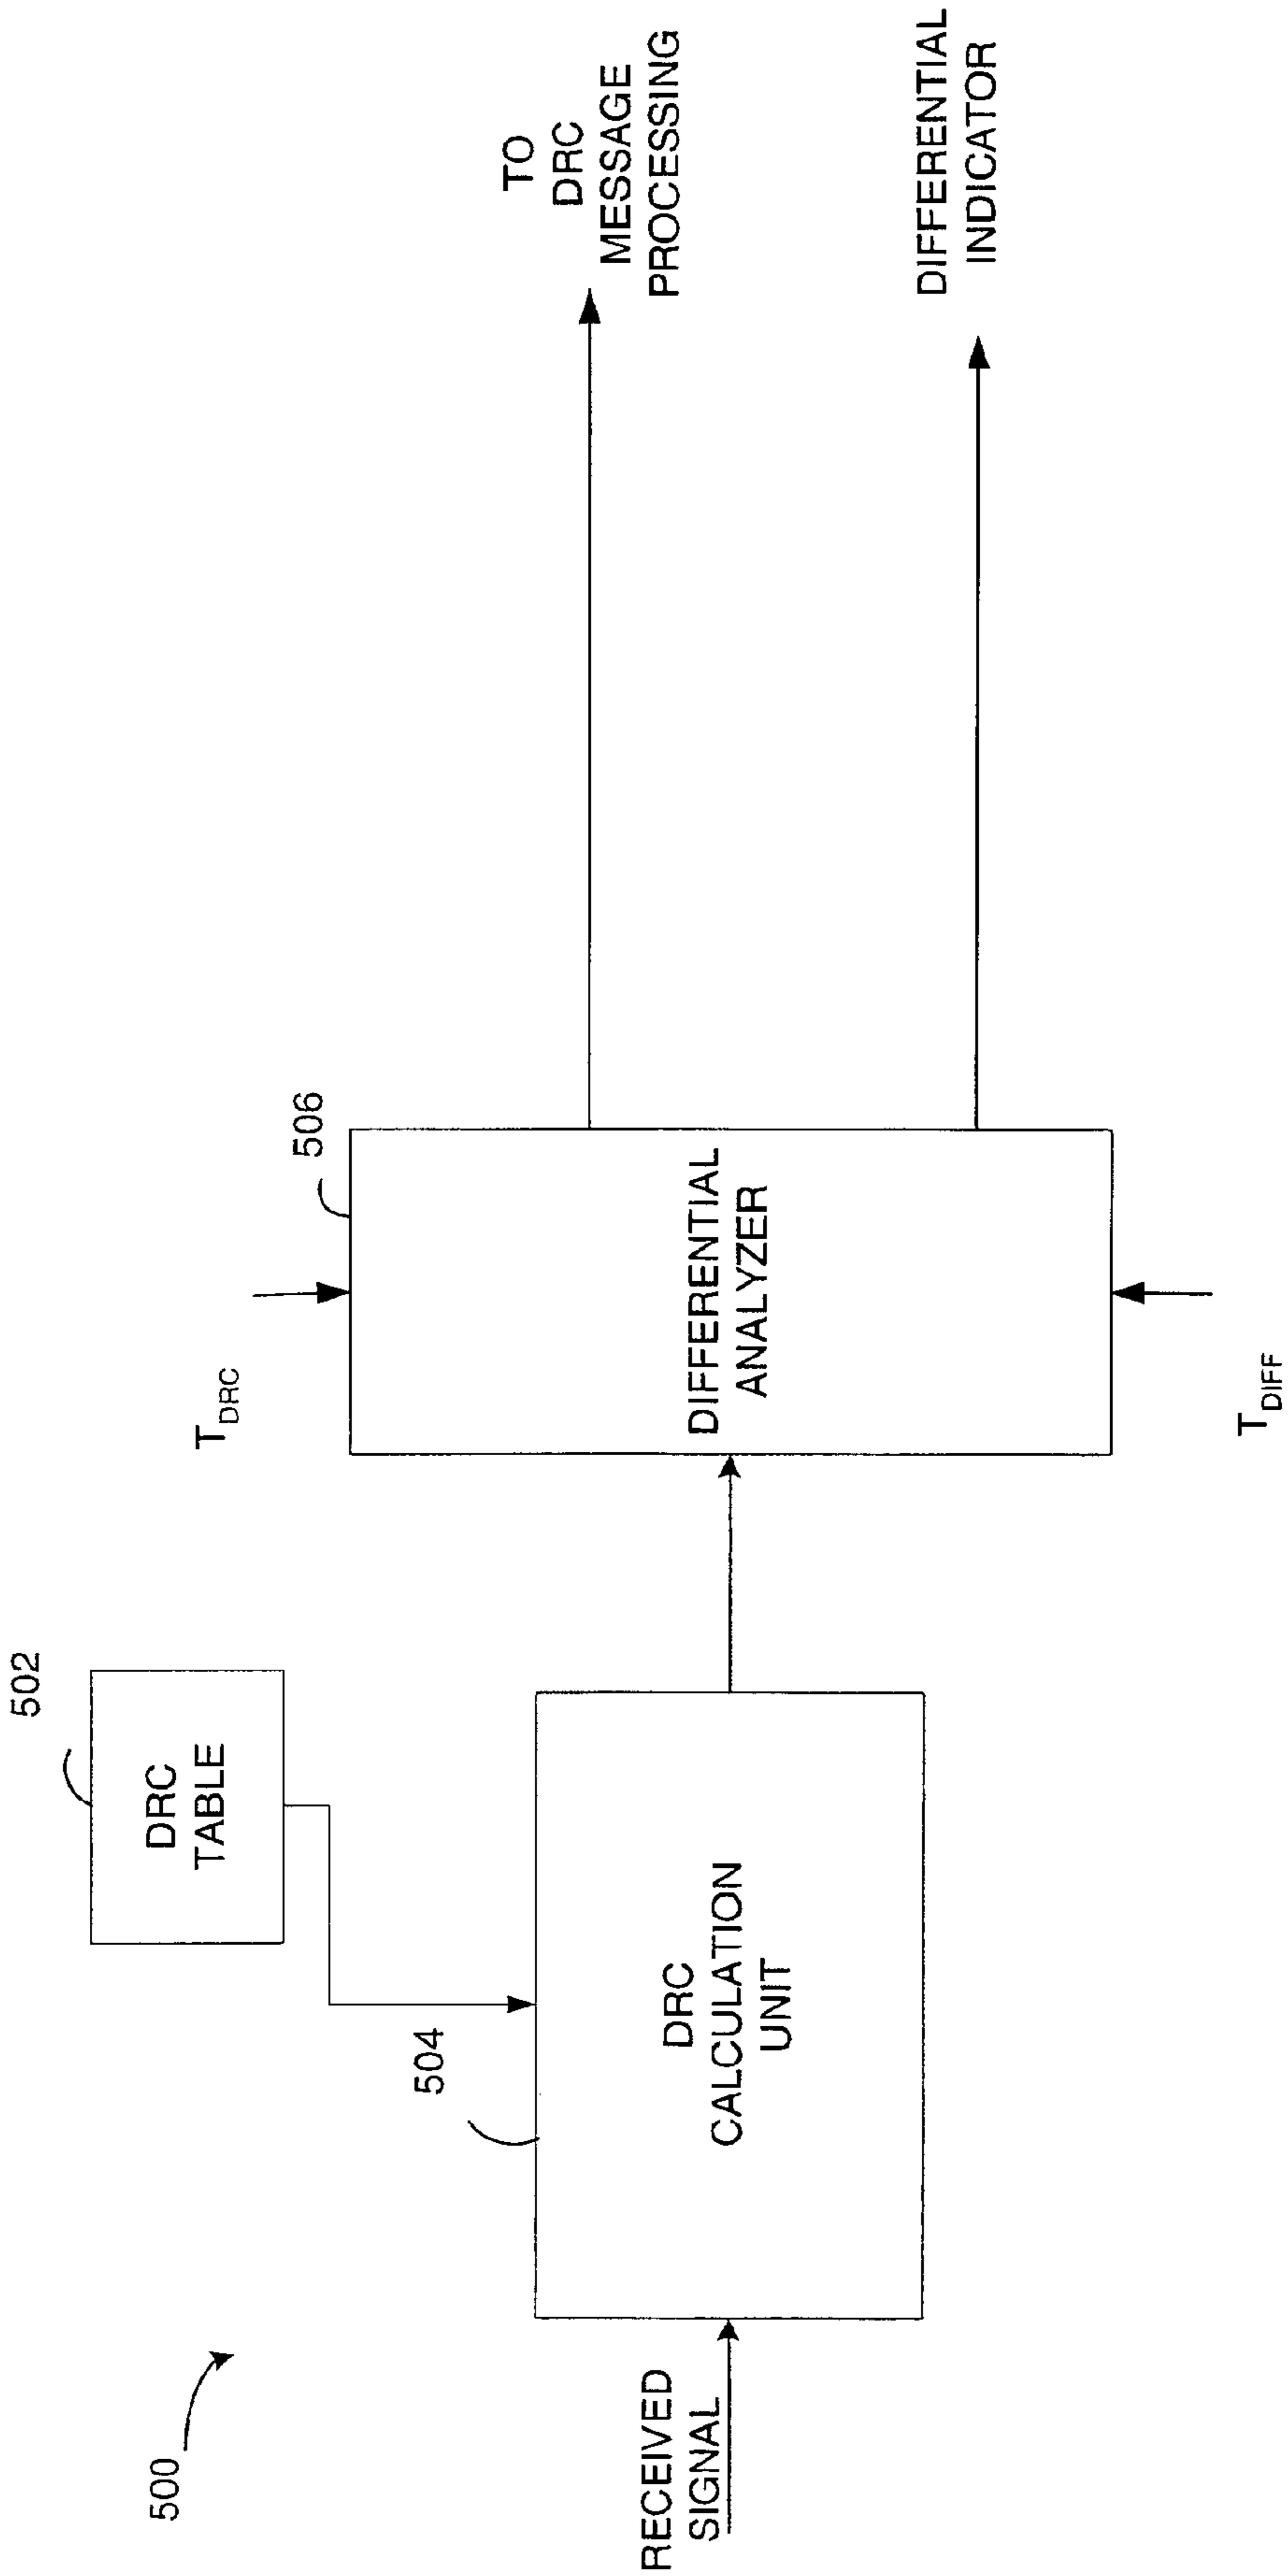 500
502
DRC
TABLE
504
DRC
CALCULATION
UNIT
RECEIVED
SIGNAL
506
T_DRC
DIFFERENTIAL
ANALYZER
T_DIFF
TO
DRC
MESSAGE
PROCESSING
DIFFERENTIAL
INDICATOR